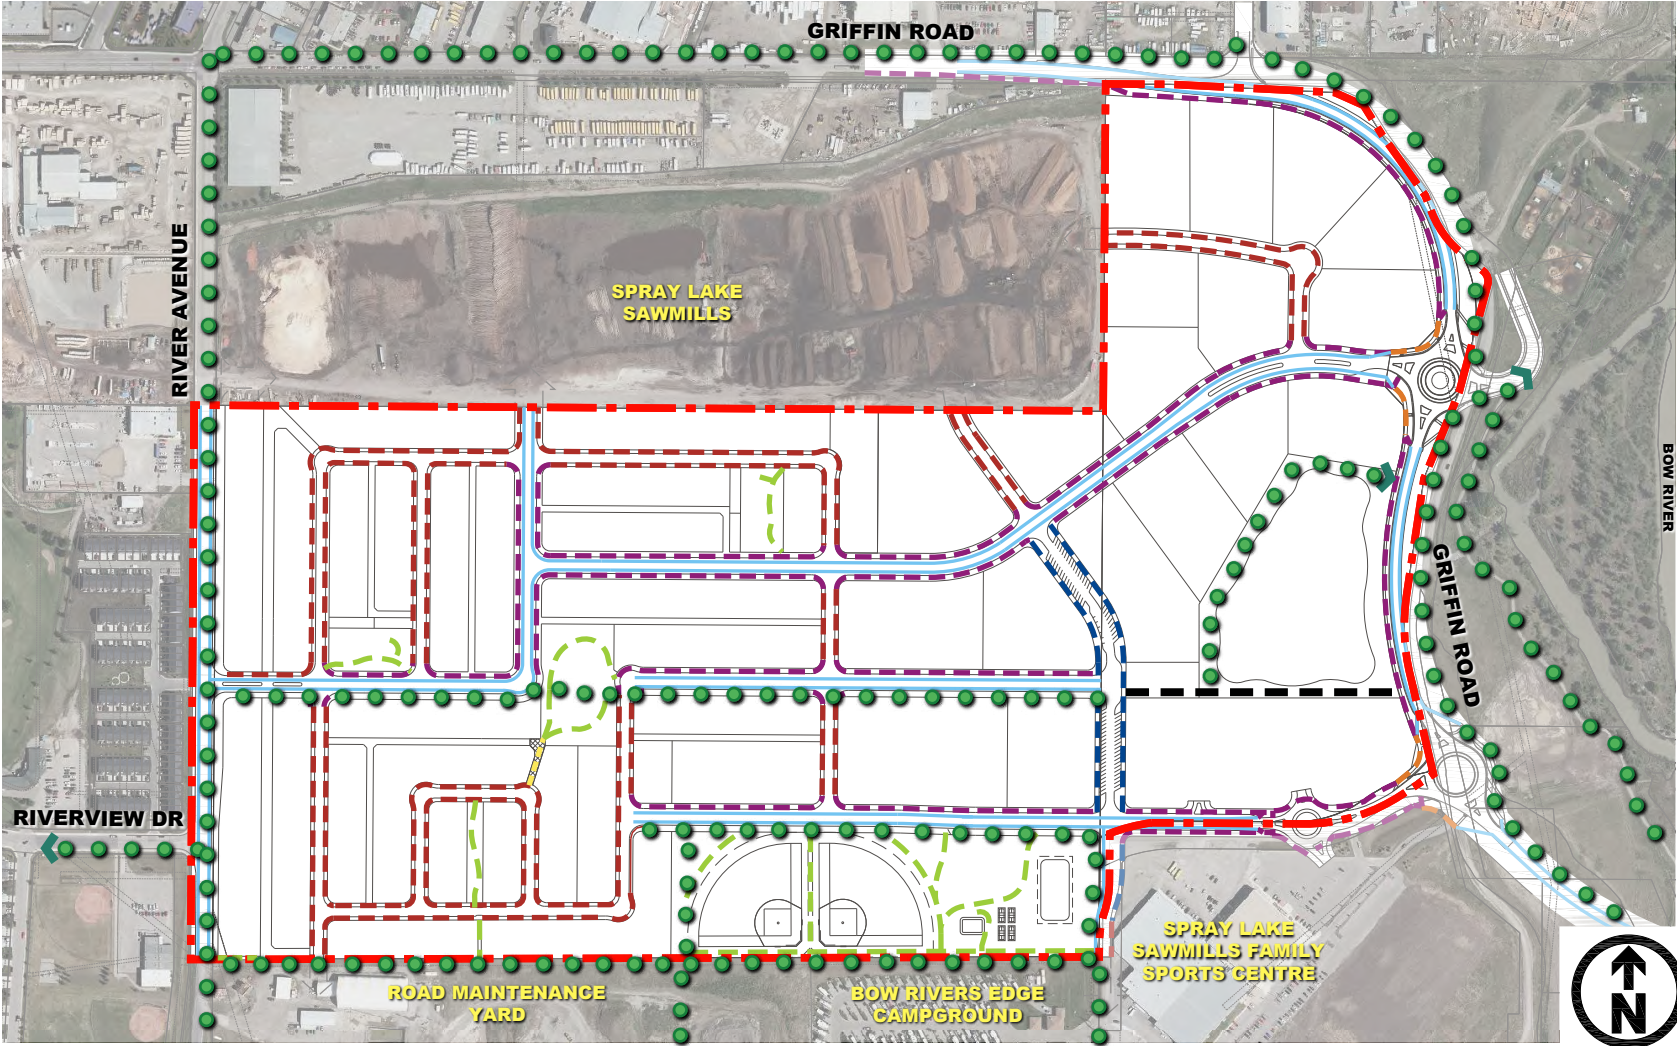 GRIFFIN ROAD
RIVER AVENUE
SPRAY LAKE
SAWMILLS
BOW RIVER
GRIFFIN ROAD
RIVERVIEW DR
SPRAY LAKE
SAWMILLS FAMILY
SPORTS CENTRE
ROAD MAINTENANCE
YARD
BOW RIVERS EDGE
CAMPGROUND
N